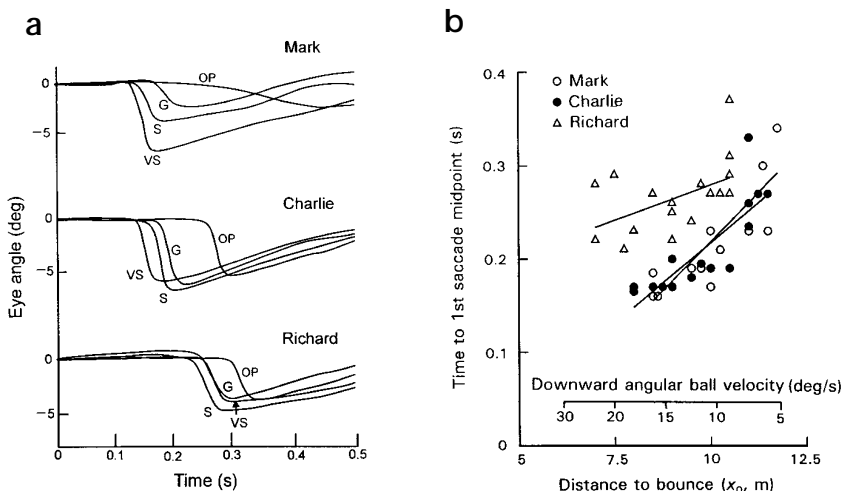 a
Mark
0
−5
Eye angle (deg)
OP
G
S
VS
Charlie
0
−5
OP
G
VS
S
Richard
0
−5
OP
G
S
VS
0 0.1 0.2 0.3 0.4 0.5
Time (s)
b
0.4
0.3
0.2
0.1
0
Time to 1st saccade midpoint (s)
Mark
Charlie
Richard
Downward angular ball velocity (deg/s)
30 20 15 10 5
5 7.5 10 12.5
Distance to bounce (x₀, m)